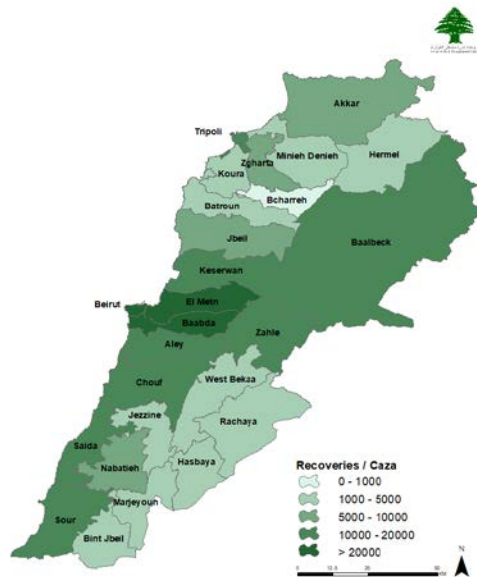 Akkar
Tripoli
Zgharta
Minieh Denieh
Hermel
Koura
Bcharreh
Batroun
Jbeil
Baalbeck
Keserwan
El Metn
Beirut
Baabda
Zahle
Aley
Chouf
West Bekaa
Jezzine
Rachaya
Saida
Hasbaya
Nabatieh
Marjeyoun
Sour
Bint Jbeil
Recoveries / Caza
0 - 1000
1000 - 5000
5000 - 10000
10000 - 20000
> 20000
N